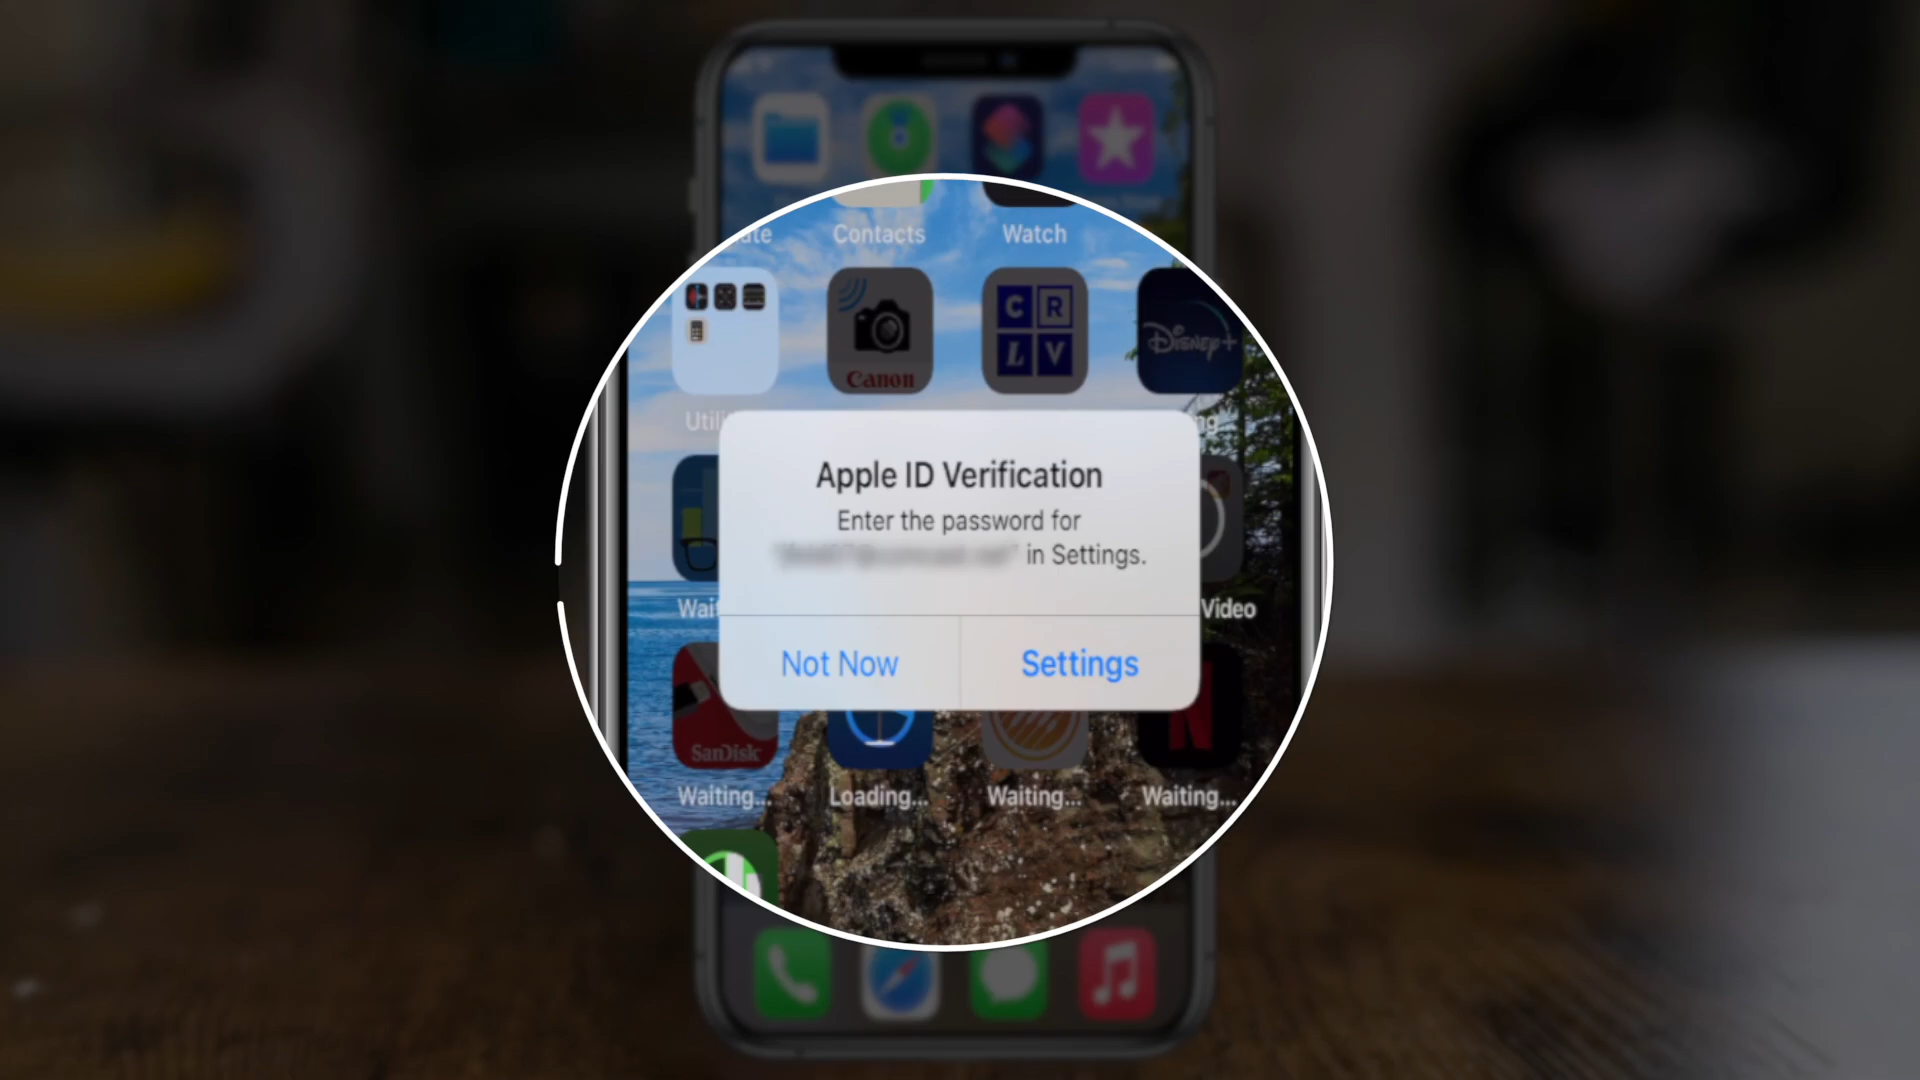 Contacts
Watch
Canon
C R
L V
Disney+
Apple ID Verification
Enter the password for
in Settings.
Video
Not Now
Settings
SanDisk
Waiting...
Loading...
Waiting...
Waiting...